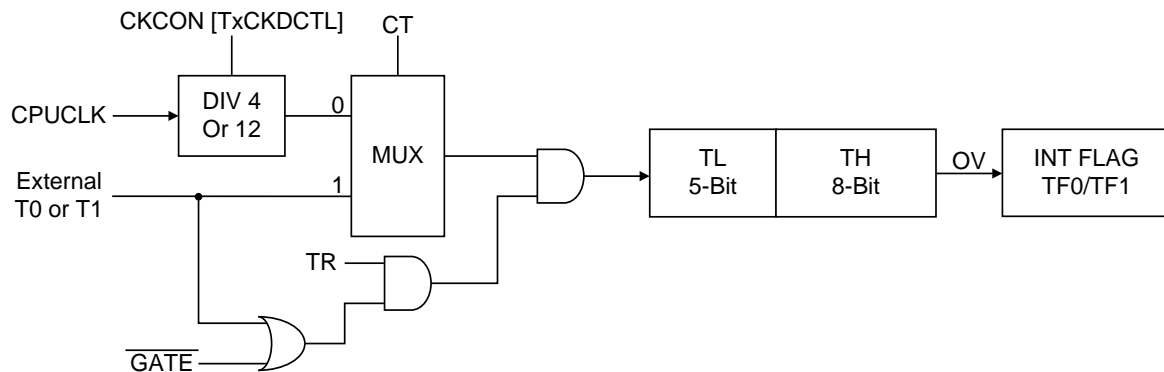 CKCON [TxCKDCTL]
CT
CPUCLK
DIV 4
Or 12
0
MUX
1
External
T0 or T1
TL
5-Bit
TH
8-Bit
OV
INT FLAG
TF0/TF1
TR
GATE